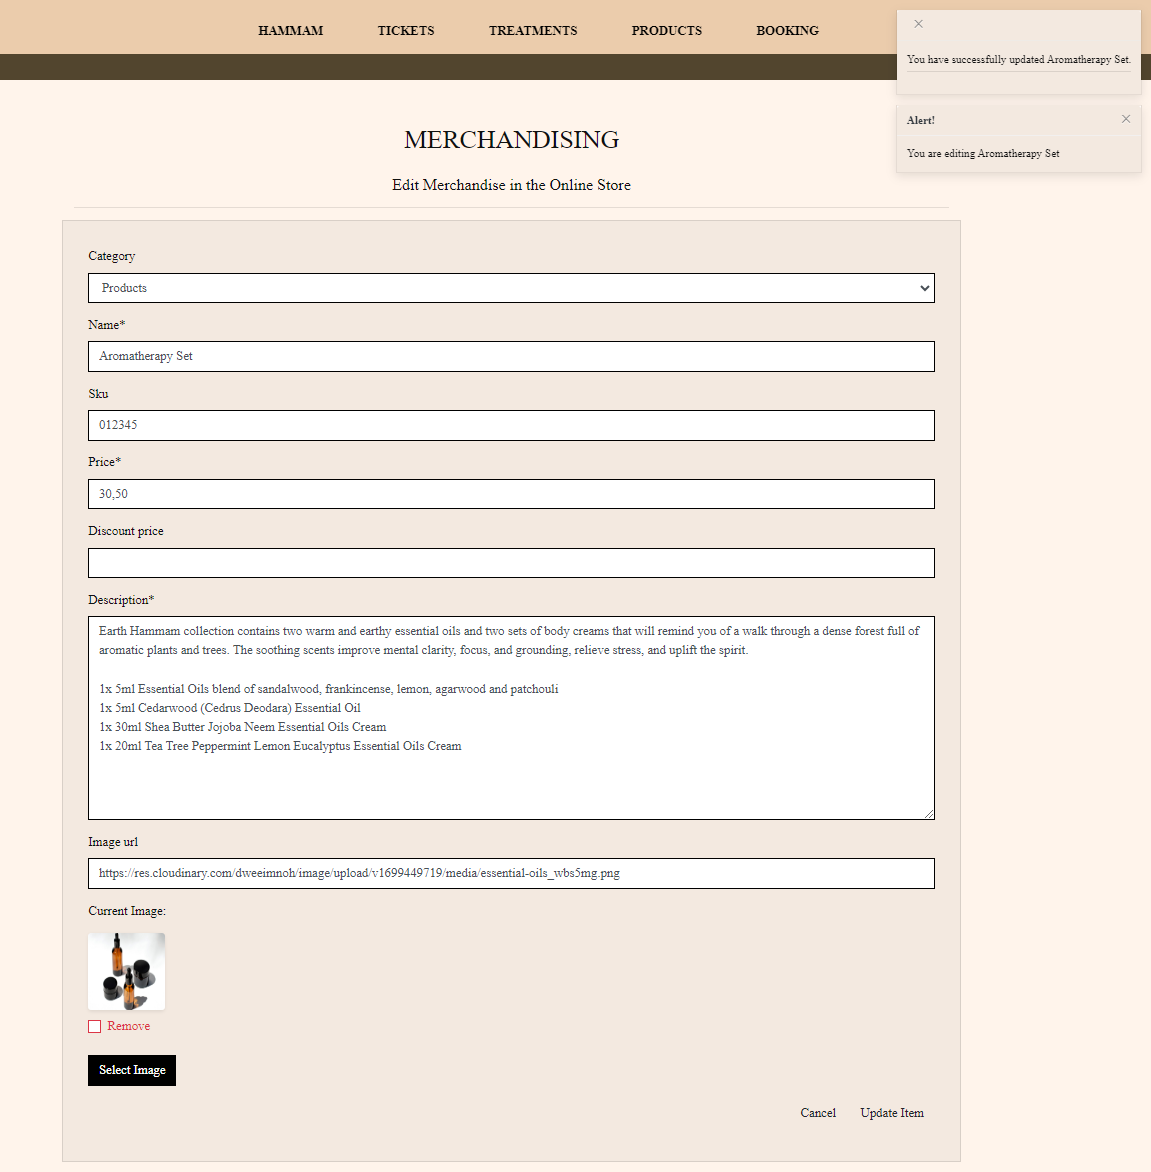 HAMMAM TICKETS TREATMENTS PRODUCTS BOOKING
You have successfully updated Aromatherapy Set.
Alert!
You are editing Aromatherapy Set
MERCHANDISING
Edit Merchandise in the Online Store
Category
Products
Name*
Aromatherapy Set
Sku
012345
Price*
30,50
Discount price
Description*
Earth Hammam collection contains two warm and earthy essential oils and two sets of body creams that will remind you of a walk through a dense forest full of
aromatic plants and trees. The soothing scents improve mental clarity, focus, and grounding, relieve stress, and uplift the spirit.
1x 5ml Essential Oils blend of sandalwood, frankincense, lemon, agarwood and patchouli
1x 5ml Cedarwood (Cedrus Deodara) Essential Oil
1x 30ml Shea Butter Jojoba Neem Essential Oils Cream
1x 20ml Tea Tree Peppermint Lemon Eucalyptus Essential Oils Cream
Image url
https://res.cloudinary.com/dweeimnoh/image/upload/v1699449719/media/essential-oils_wbs5mg.png
Current Image:
Remove
Select Image
Cancel Update Item